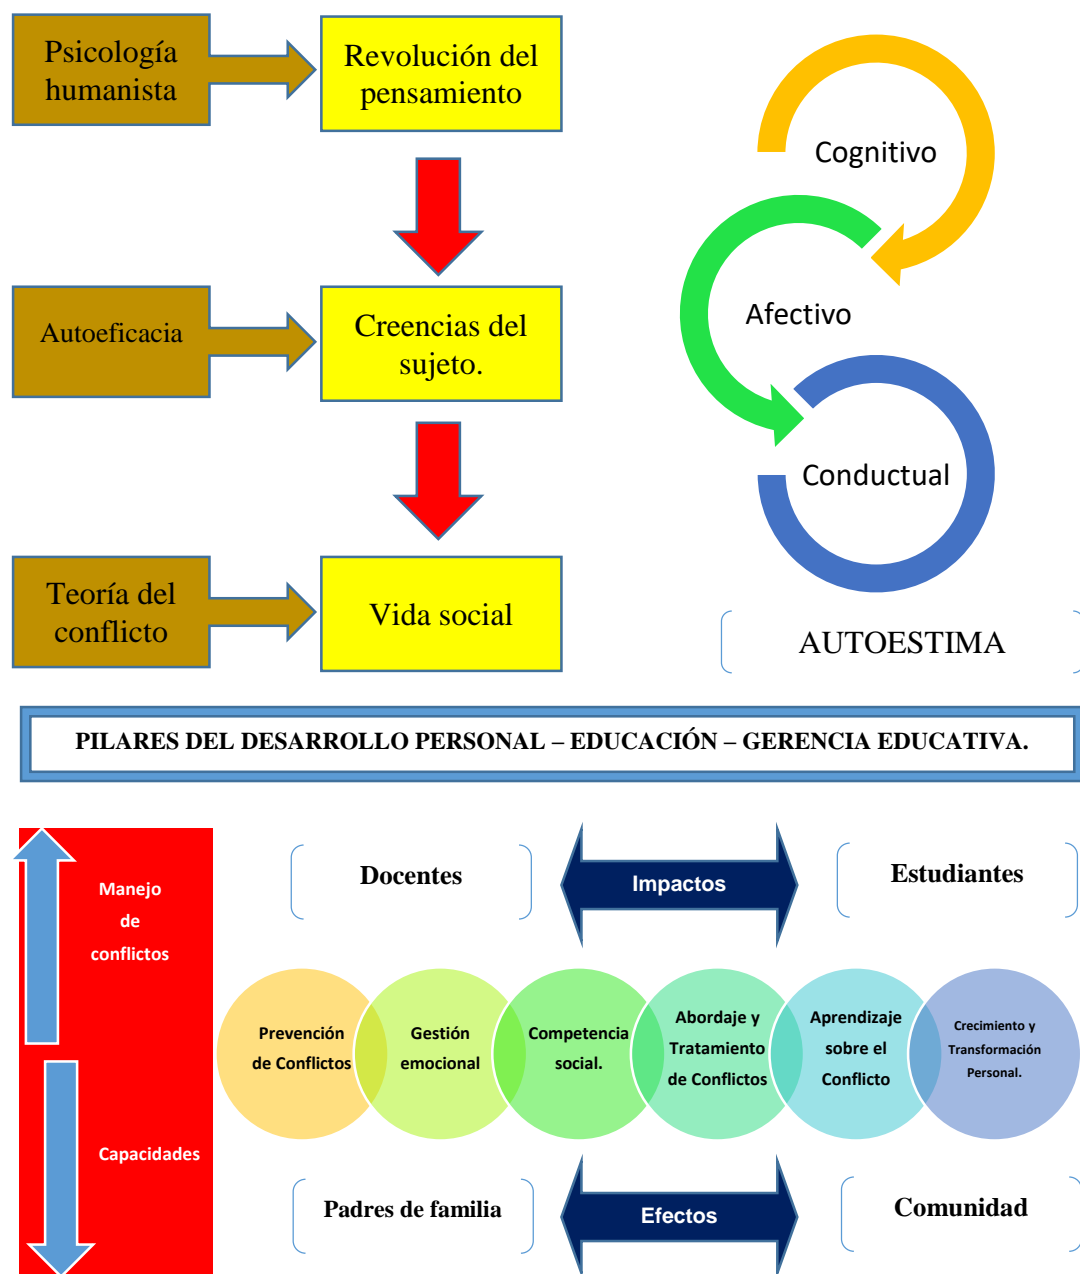 Psicología
humanista
Revolución del
pensamiento
Cognitivo
Autoeficacia
Creencias del
sujeto.
Afectivo
Conductual
Teoría del
conflicto
Vida social
AUTOESTIMA
PILARES DEL DESARROLLO PERSONAL – EDUCACIÓN – GERENCIA EDUCATIVA.
Manejo
de
conflictos
Docentes
Impactos
Estudiantes
Prevención
de Conflictos
Gestión
emocional
Competencia
social.
Abordaje y
Tratamiento
de Conflictos
Aprendizaje
sobre el
Conflicto
Crecimiento y
Transformación
Personal.
Capacidades
Padres de familia
Efectos
Comunidad